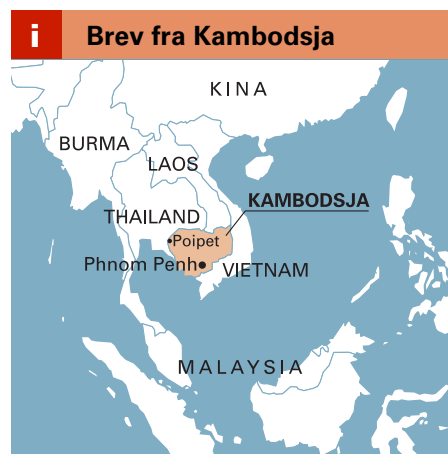 i Brev fra Kambodsja
KINA
BURMA
LAOS
KAMBODSJA
THAILAND
Poipet
Phnom Penh
VIETNAM
MALAYSIA